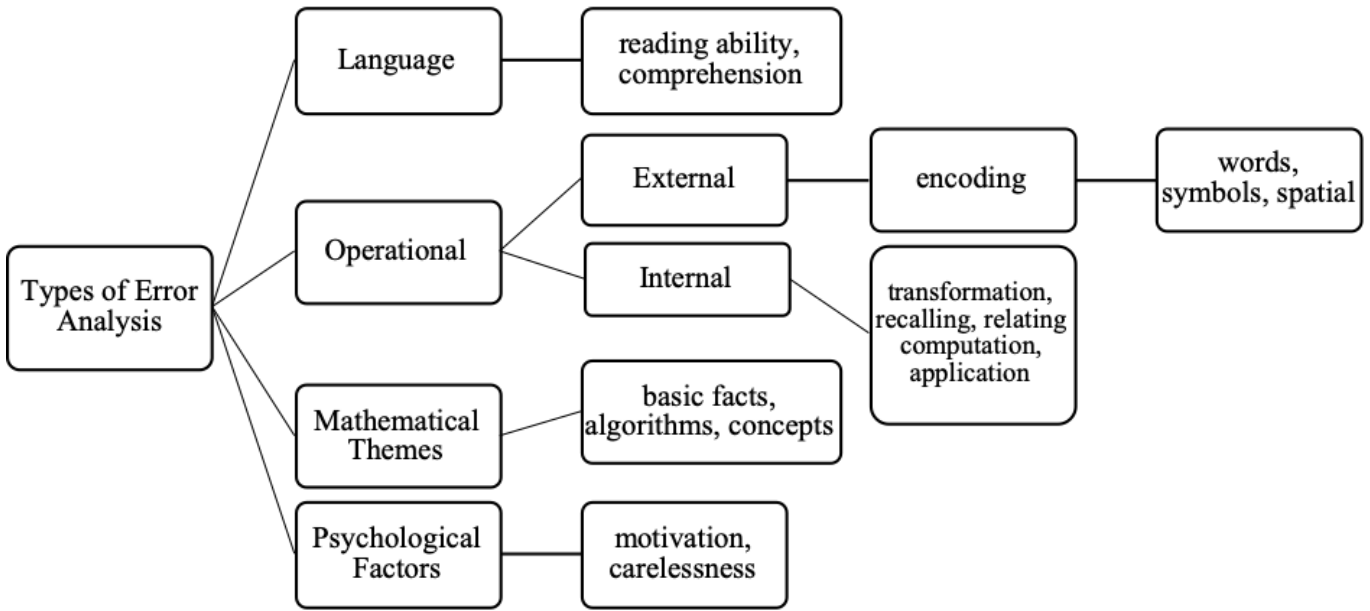 Types of Error
Analysis
Language
reading ability,
comprehension
Operational
External
encoding
words,
symbols, spatial
Internal
transformation,
recalling, relating
computation,
application
Mathematical
Themes
basic facts,
algorithms, concepts
Psychological
Factors
motivation,
carelessness